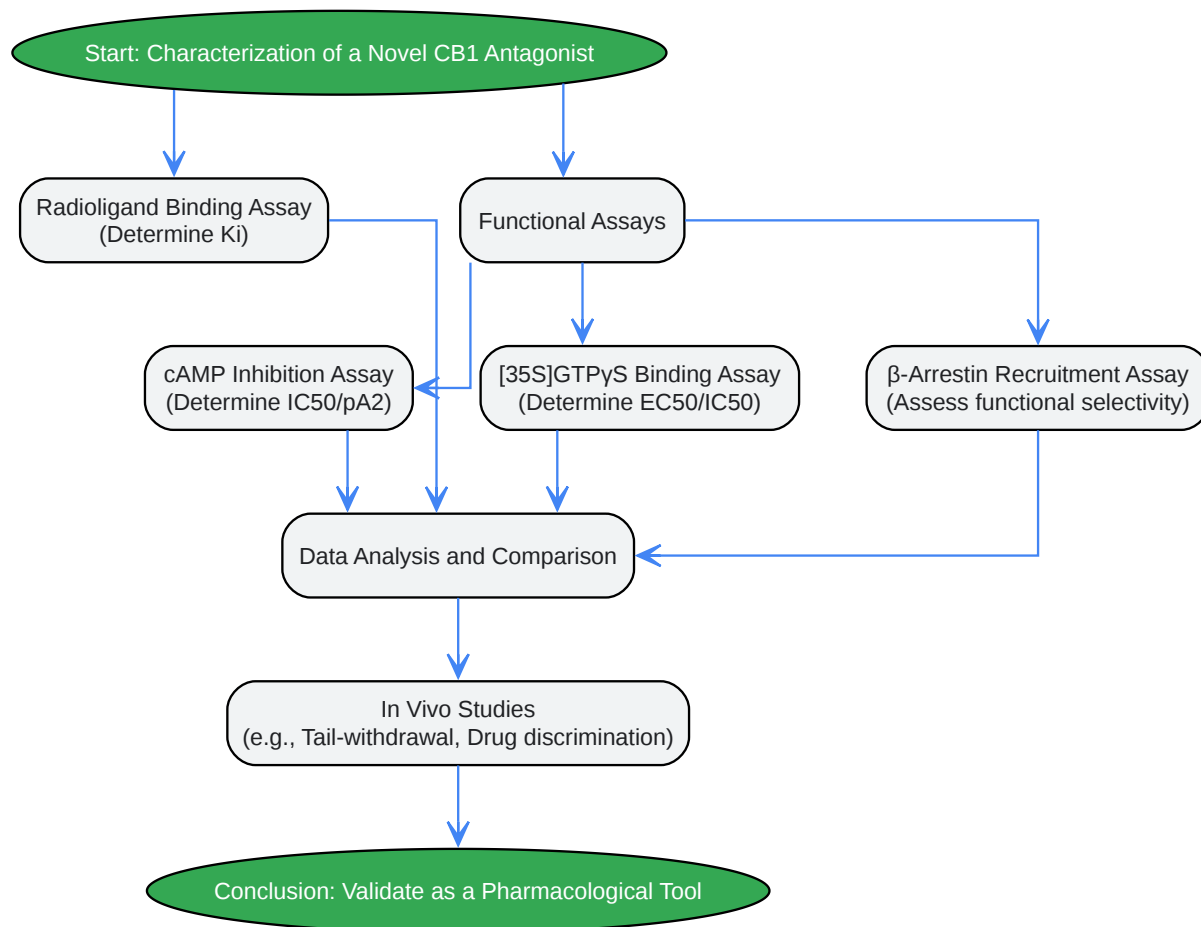 Start: Characterization of a Novel CB1 Antagonist
Radioligand Binding Assay
(Determine Ki)
Functional Assays
cAMP Inhibition Assay
(Determine IC50/pA2)
[35S]GTPγS Binding Assay
(Determine EC50/IC50)
β-Arrestin Recruitment Assay
(Assess functional selectivity)
Data Analysis and Comparison
In Vivo Studies
(e.g., Tail-withdrawal, Drug discrimination)
Conclusion: Validate as a Pharmacological Tool